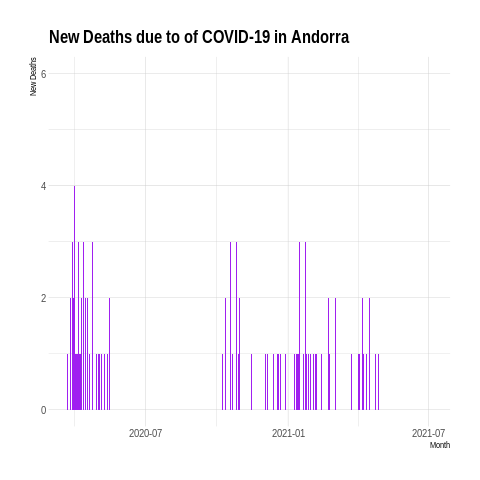 New Deaths due to of COVID-19 in Andorra
New Deaths
6
4
2
0
2020-07
2021-01
2021-07
Month